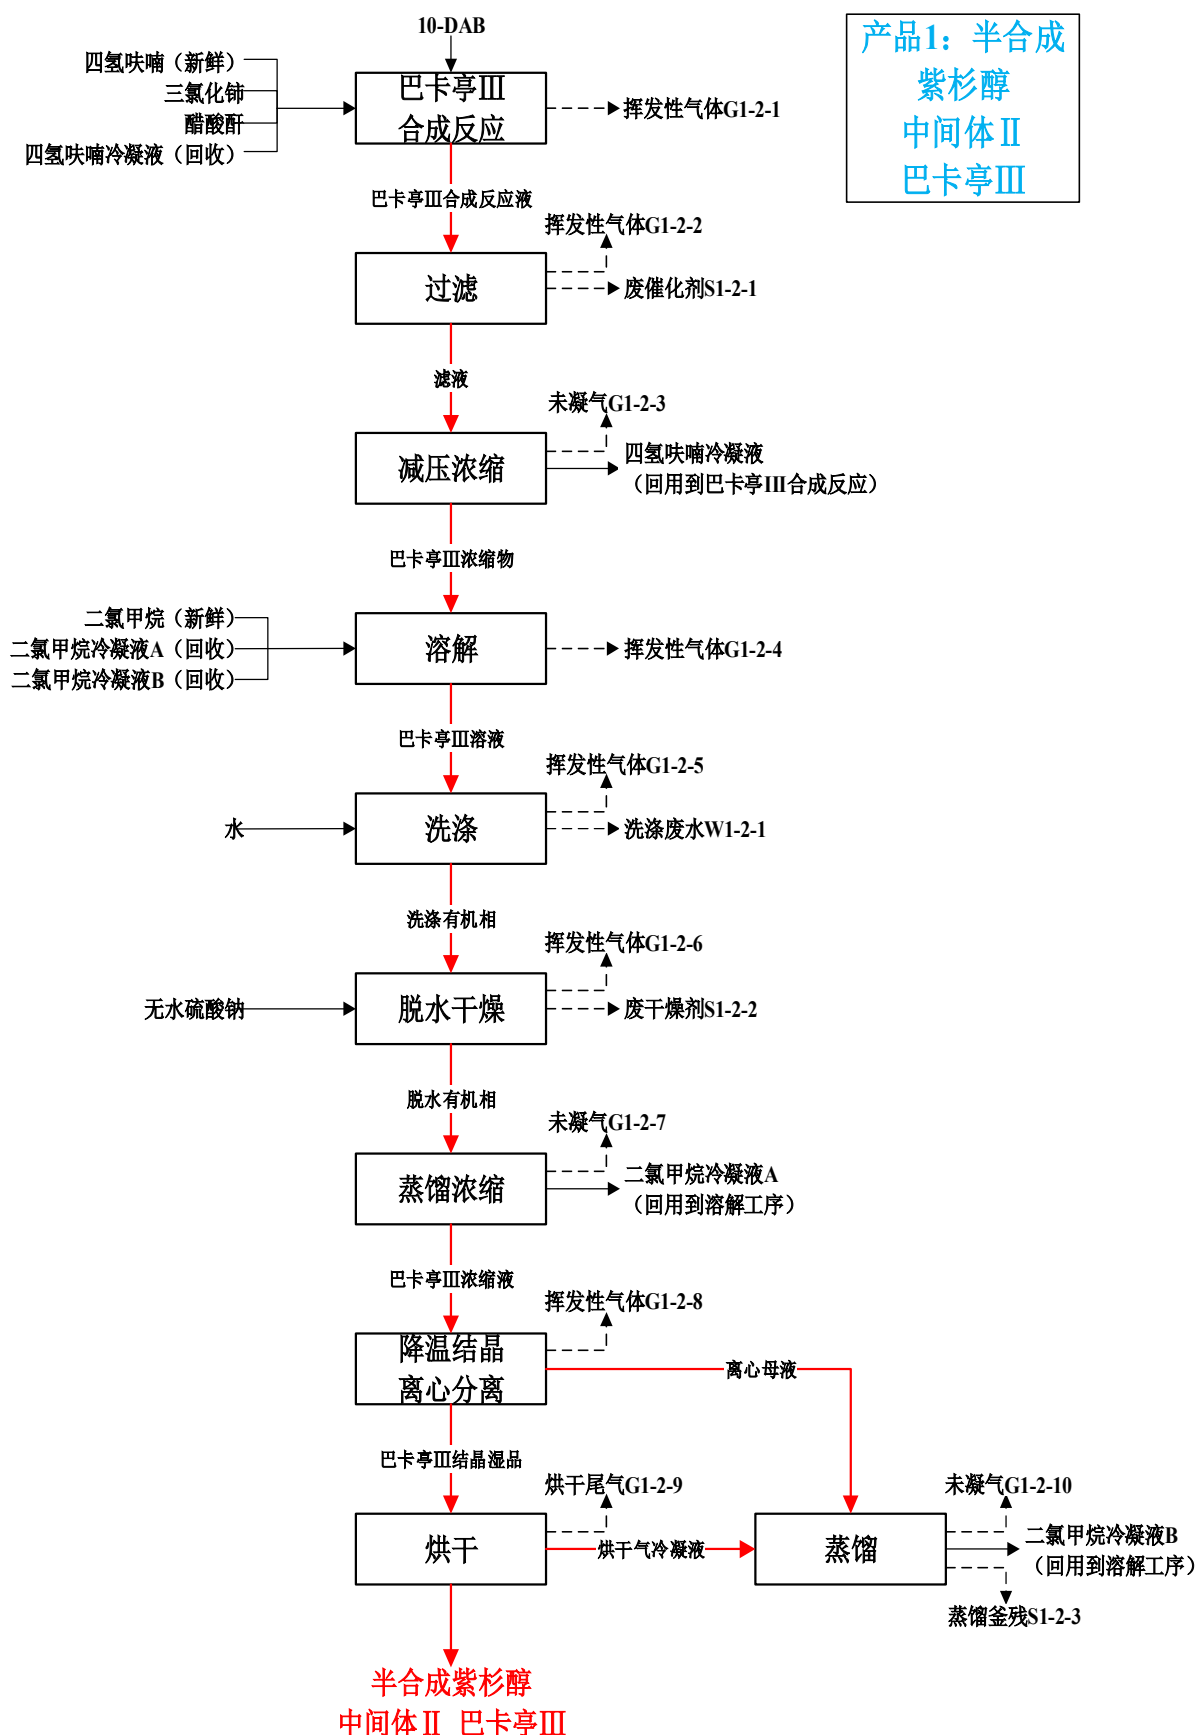 10-DAB
产品1：半合成
紫杉醇
中间体Ⅱ
巴卡亭Ⅲ
四氢呋喃（新鲜）
三氯化铈
醋酸酐
四氢呋喃冷凝液（回收）
巴卡亭Ⅲ
合成反应
挥发性气体G1-2-1
巴卡亭Ⅲ合成反应液
挥发性气体G1-2-2
过滤
废催化剂S1-2-1
滤液
未凝气G1-2-3
减压浓缩
四氢呋喃冷凝液
（回用到巴卡亭III合成反应）
巴卡亭Ⅲ浓缩物
二氯甲烷（新鲜）
二氯甲烷冷凝液A（回收）
二氯甲烷冷凝液B（回收）
溶解
挥发性气体G1-2-4
巴卡亭Ⅲ溶液
挥发性气体G1-2-5
水
洗涤
洗涤废水W1-2-1
洗涤有机相
挥发性气体G1-2-6
无水硫酸钠
脱水干燥
废干燥剂S1-2-2
脱水有机相
未凝气G1-2-7
蒸馏浓缩
二氯甲烷冷凝液A
（回用到溶解工序）
巴卡亭Ⅲ浓缩液
挥发性气体G1-2-8
降温结晶
离心分离
离心母液
巴卡亭Ⅲ结晶湿品
烘干尾气G1-2-9
未凝气G1-2-10
烘干
烘干气冷凝液
蒸馏
二氯甲烷冷凝液B
（回用到溶解工序）
蒸馏釜残S1-2-3
半合成紫杉醇
中间体Ⅱ 巴卡亭Ⅲ